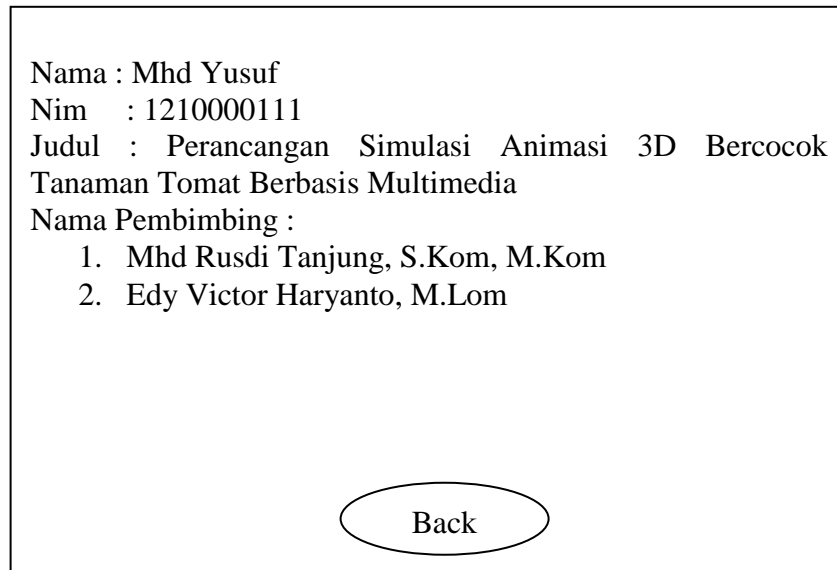 Nama : Mhd Yusuf
Nim : 1210000111
Judul : Perancangan Simulasi Animasi 3D Bercocok
Tanaman Tomat Berbasis Multimedia
Nama Pembimbing :
1. Mhd Rusdi Tanjung, S.Kom, M.Kom
2. Edy Victor Haryanto, M.Lom
Back